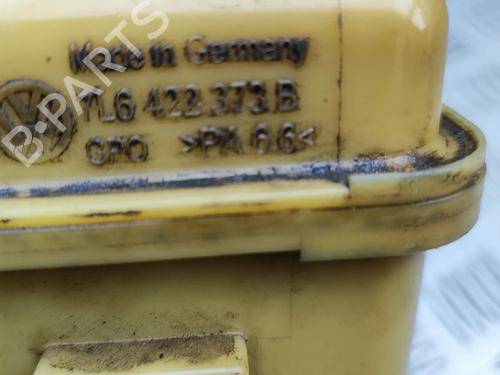 Made in Germany
7L6 422 373 B
GPO >PA 6.6<
B-PARTS